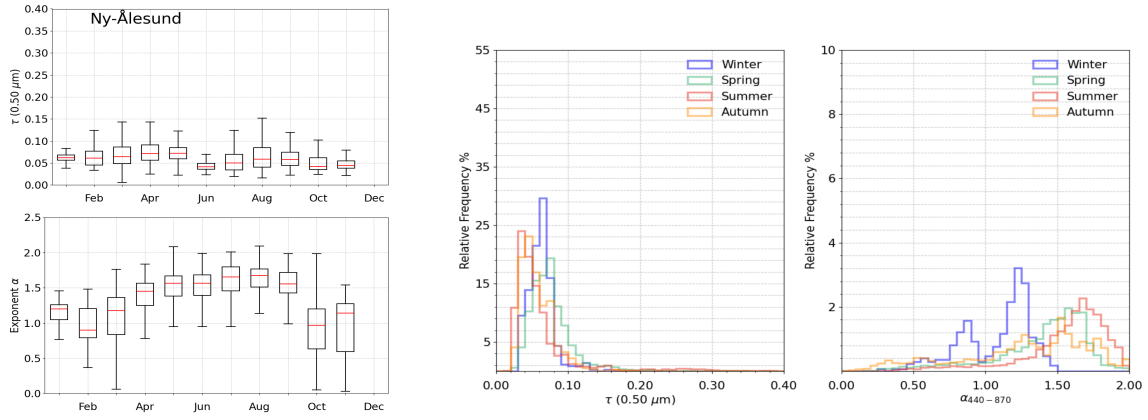 Ny-Ålesund
0.40
0.35
0.30
0.25
0.20
0.15
0.10
0.05
0.00
τ (0.50 μm)
Feb Apr Jun Aug Oct Dec
2.5
2.0
1.5
1.0
0.5
0.0
Exponent α
Feb Apr Jun Aug Oct Dec
55
45
35
25
15
5
Relative Frequency %
Winter
Spring
Summer
Autumn
0.00 0.10 0.20 0.30 0.40
τ (0.50 μm)
10
8
6
4
2
0
Relative Frequency %
Winter
Spring
Summer
Autumn
0.00 0.50 1.00 1.50 2.00
α440−870